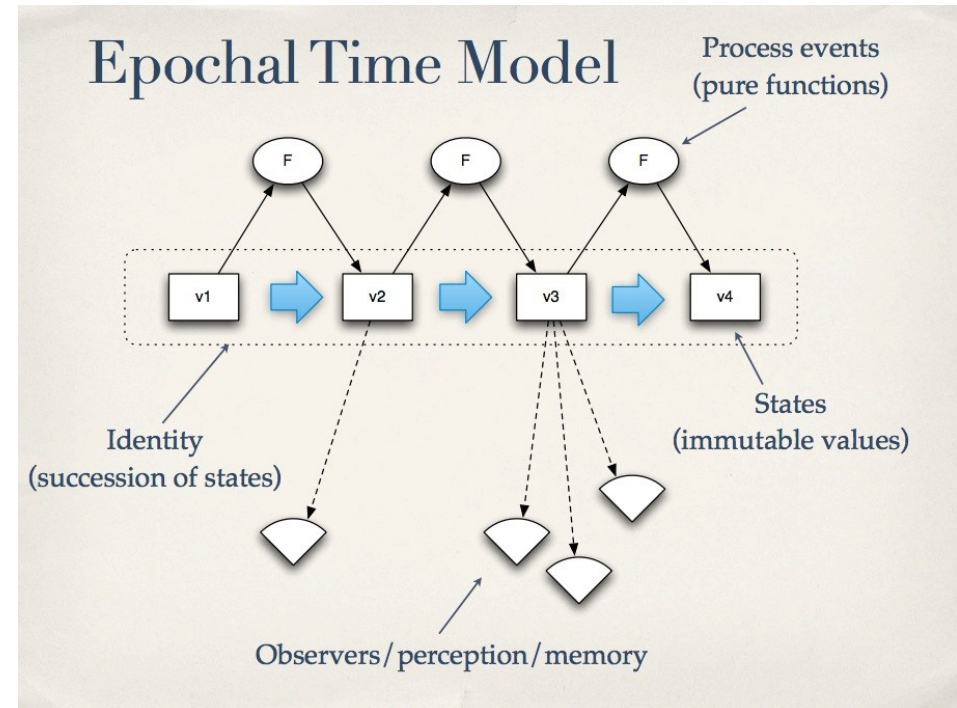 Epochal Time Model
Process events
(pure functions)
F
F
F
v1
v2
v3
v4
Identity
(succession of states)
States
(immutable values)
Observers/perception/memory